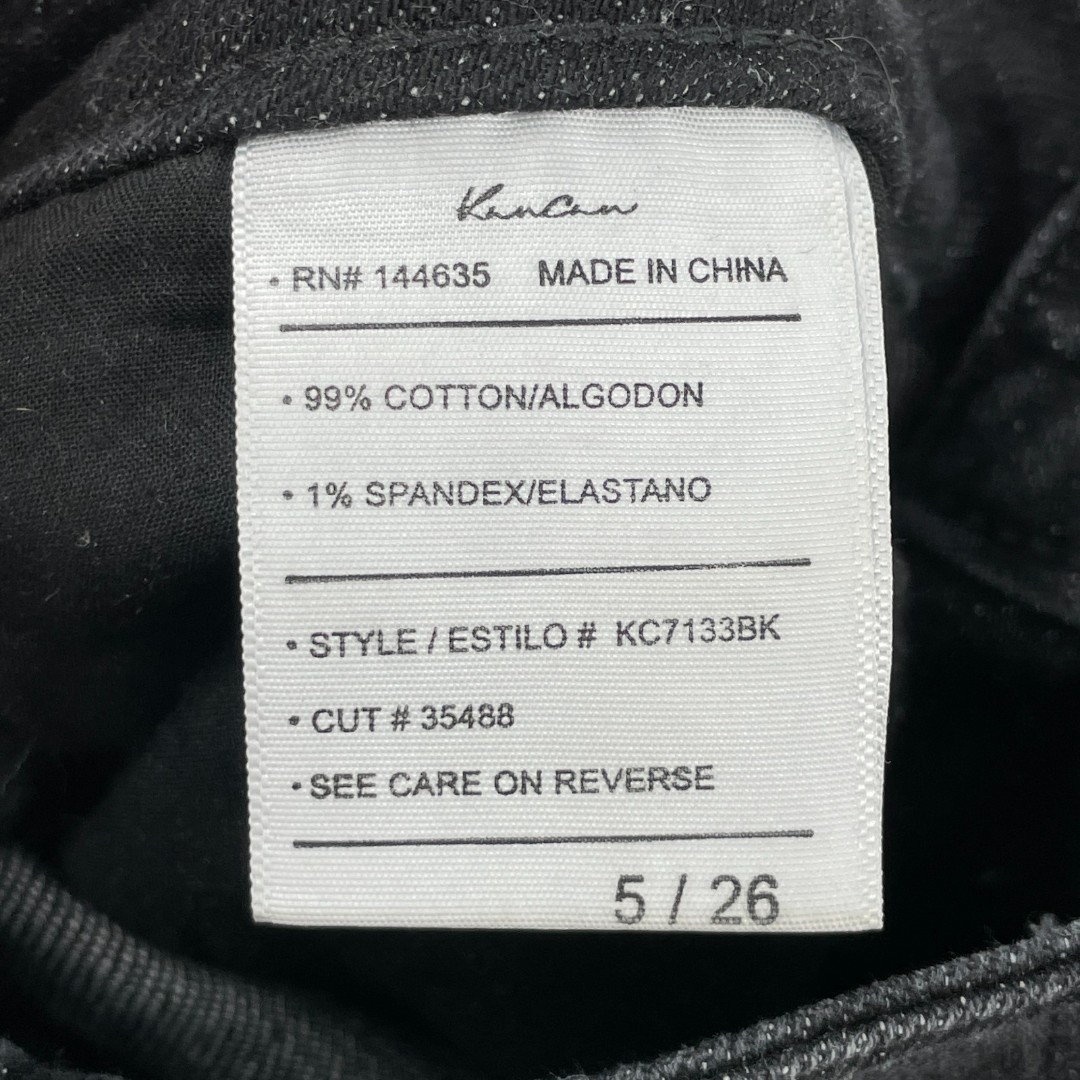 KanCan
• RN# 144635 MADE IN CHINA
• 99% COTTON/ALGODON
• 1% SPANDEX/ELASTANO
• STYLE / ESTILO # KC7133BK
• CUT # 35488
• SEE CARE ON REVERSE
5 / 26